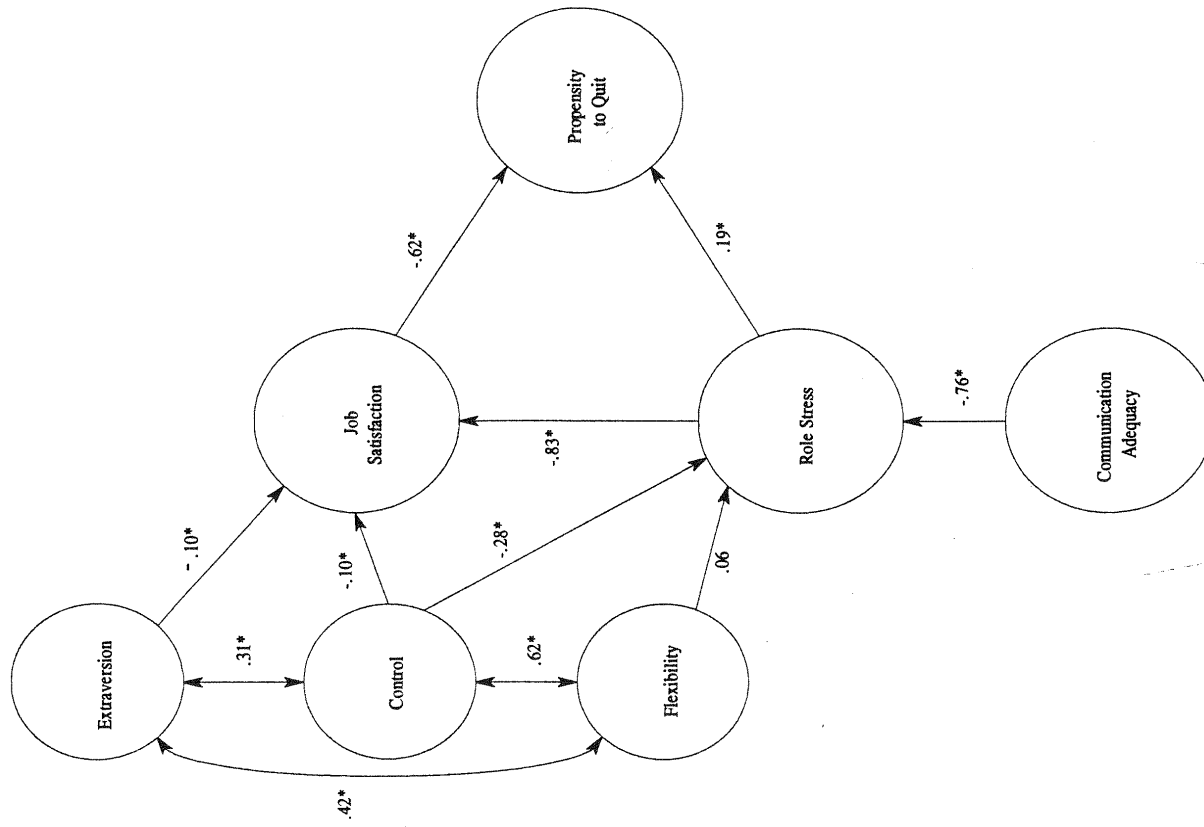 Extraversion
Control
Flexibility
Job
Satisfaction
Role Stress
Communication
Adequacy
Propensity
to Quit
.42*
.31*
.62*
- .10*
-.10*
-.28*
.06
-.83*
-.76*
-.62*
.19*